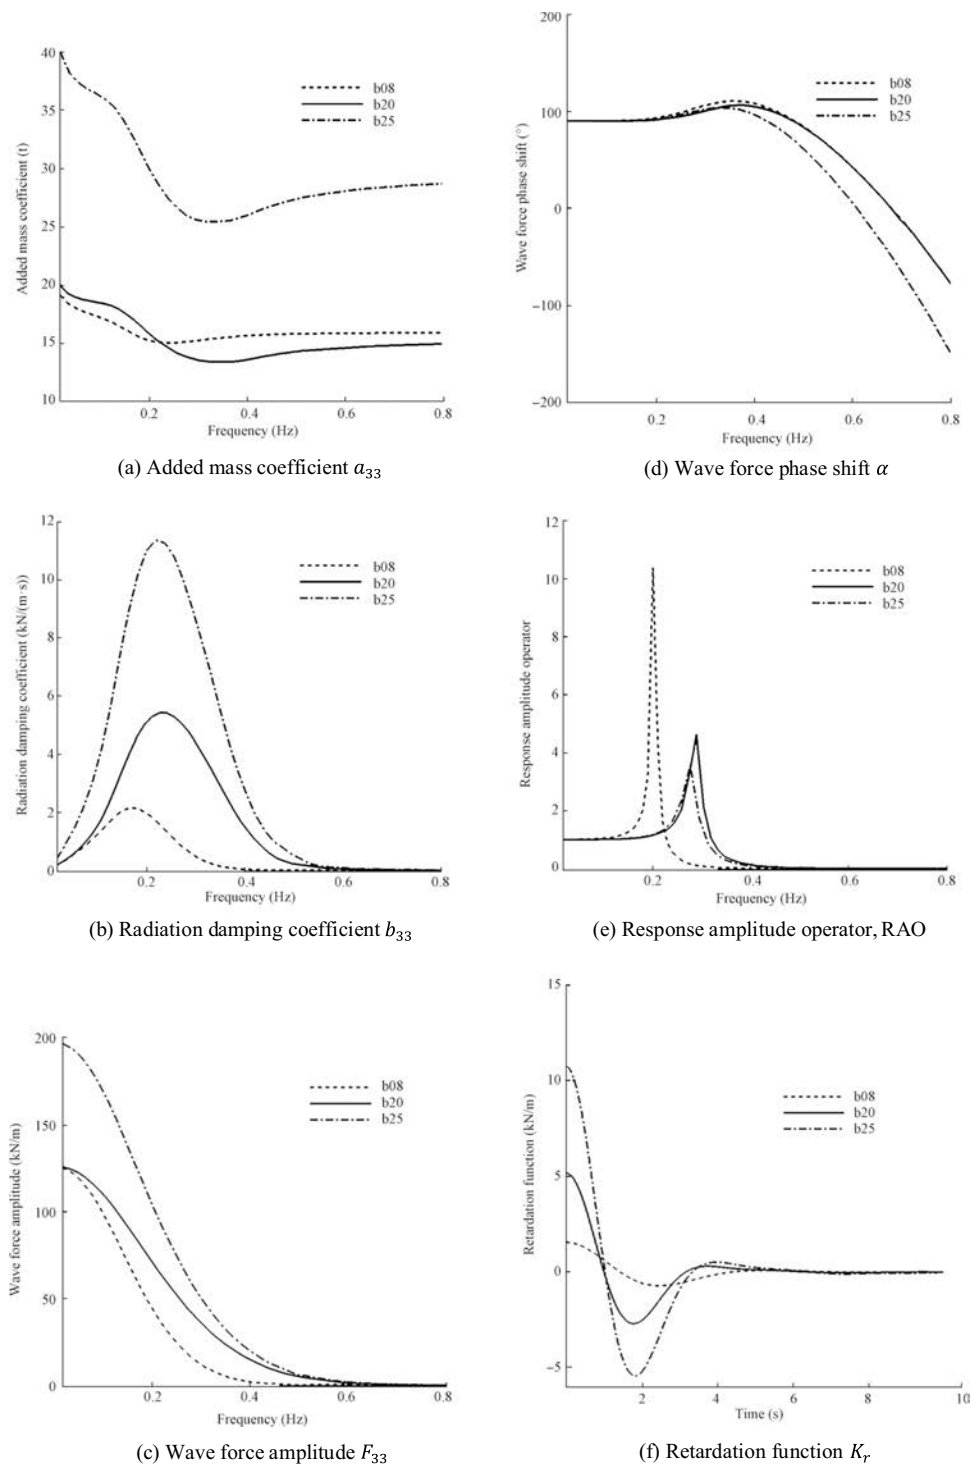 40
35
30
25
20
15
10
0.2
0.4
0.6
0.8
Added mass coefficient (t)
Frequency (Hz)
b08
b20
b25
(a) Added mass coefficient a₃₃
200
100
0
−100
−200
0.2
0.4
0.6
0.8
Wave force phase shift (°)
Frequency (Hz)
b08
b20
b25
(d) Wave force phase shift α
12
10
8
6
4
2
0
0.2
0.4
0.6
0.8
Radiation damping coefficient (kN/(m·s))
Frequency (Hz)
b08
b20
b25
(b) Radiation damping coefficient b₃₃
12
10
8
6
4
2
0
0.2
0.4
0.6
0.8
Response amplitude operator
Frequency (Hz)
b08
b20
b25
(e) Response amplitude operator, RAO
200
150
100
50
0
0.2
0.4
0.6
0.8
Wave force amplitude (kN/m)
Frequency (Hz)
b08
b20
b25
(c) Wave force amplitude F₃₃
15
10
5
0
−5
2
4
6
8
10
Retardation function (kN/m)
Time (s)
b08
b20
b25
(f) Retardation function Kᵣ